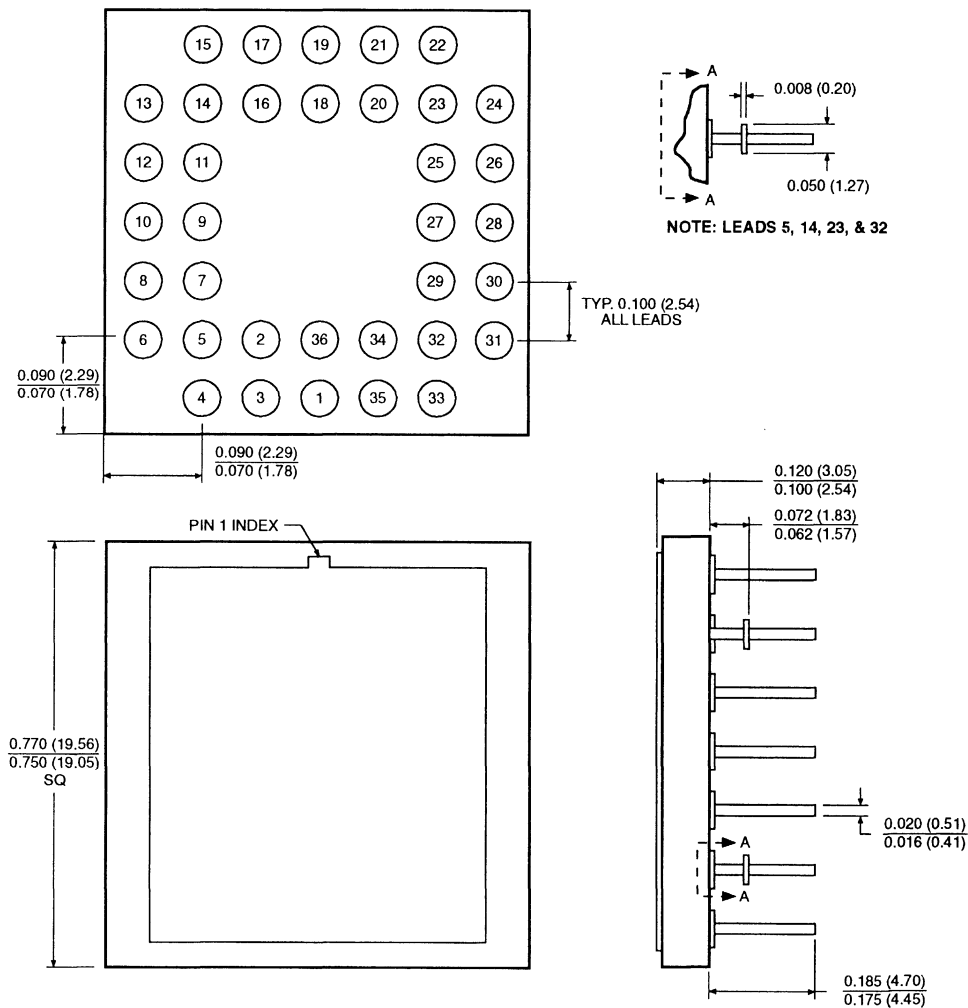 15 17 19 21 22
13 14 16 18 20 23 24
12 11 25 26
10 9 27 28
8 7 29 30
6 5 2 36 34 32 31
4 3 1 35 33
A
0.008 (0.20)
0.050 (1.27)
A
NOTE: LEADS 5, 14, 23, & 32
TYP. 0.100 (2.54)
ALL LEADS
0.090 (2.29)
0.070 (1.78)
0.090 (2.29)
0.070 (1.78)
PIN 1 INDEX
0.770 (19.56)
0.750 (19.05)
SQ
0.120 (3.05)
0.100 (2.54)
0.072 (1.83)
0.062 (1.57)
0.020 (0.51)
0.016 (0.41)
A
A
0.185 (4.70)
0.175 (4.45)